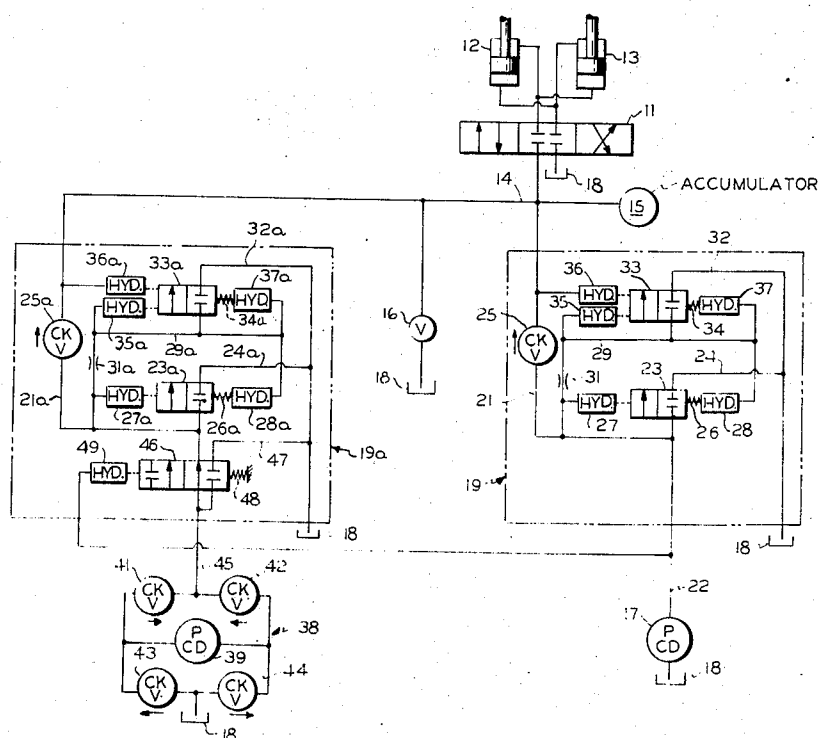 12
13
11
18
14
ACCUMULATOR
15
32a
32
36a
33a
37a
36
33
37
HYD.
HYD.
HYD.
HYD.
25a
CK
V
HYD.
34a
16
V
25
CK
V
35
HYD.
34
35a
29a
24a
29
24
31a
23a
18
31
23
21a
HYD.
HYD.
21
HYD.
HYD.
27a
26a
28a
27
26
28
49
46
47
19a
HYD.
48
19
18
18
41
45
42
22
CK
V
CK
V
38
17
P
CD
P
CD
39
18
43
44
CK
V
CK
V
18